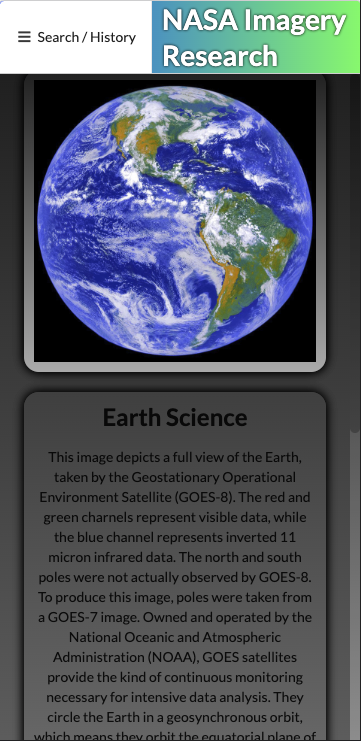 Search / History
NASA Imagery
Research
Earth Science
This image depicts a full view of the Earth,
taken by the Geostationary Operational
Environment Satellite (GOES-8). The red and
green channels represent visible data, while
the blue channel represents inverted 11
micron infrared data. The north and south
poles were not actually observed by GOES-8.
To produce this image, poles were taken from
a GOES-7 image. Owned and operated by the
National Oceanic and Atmospheric
Administration (NOAA), GOES satellites
provide the kind of continuous monitoring
necessary for intensive data analysis. They
circle the Earth in a geosynchronous orbit,
which means they orbit the equatorial plane of